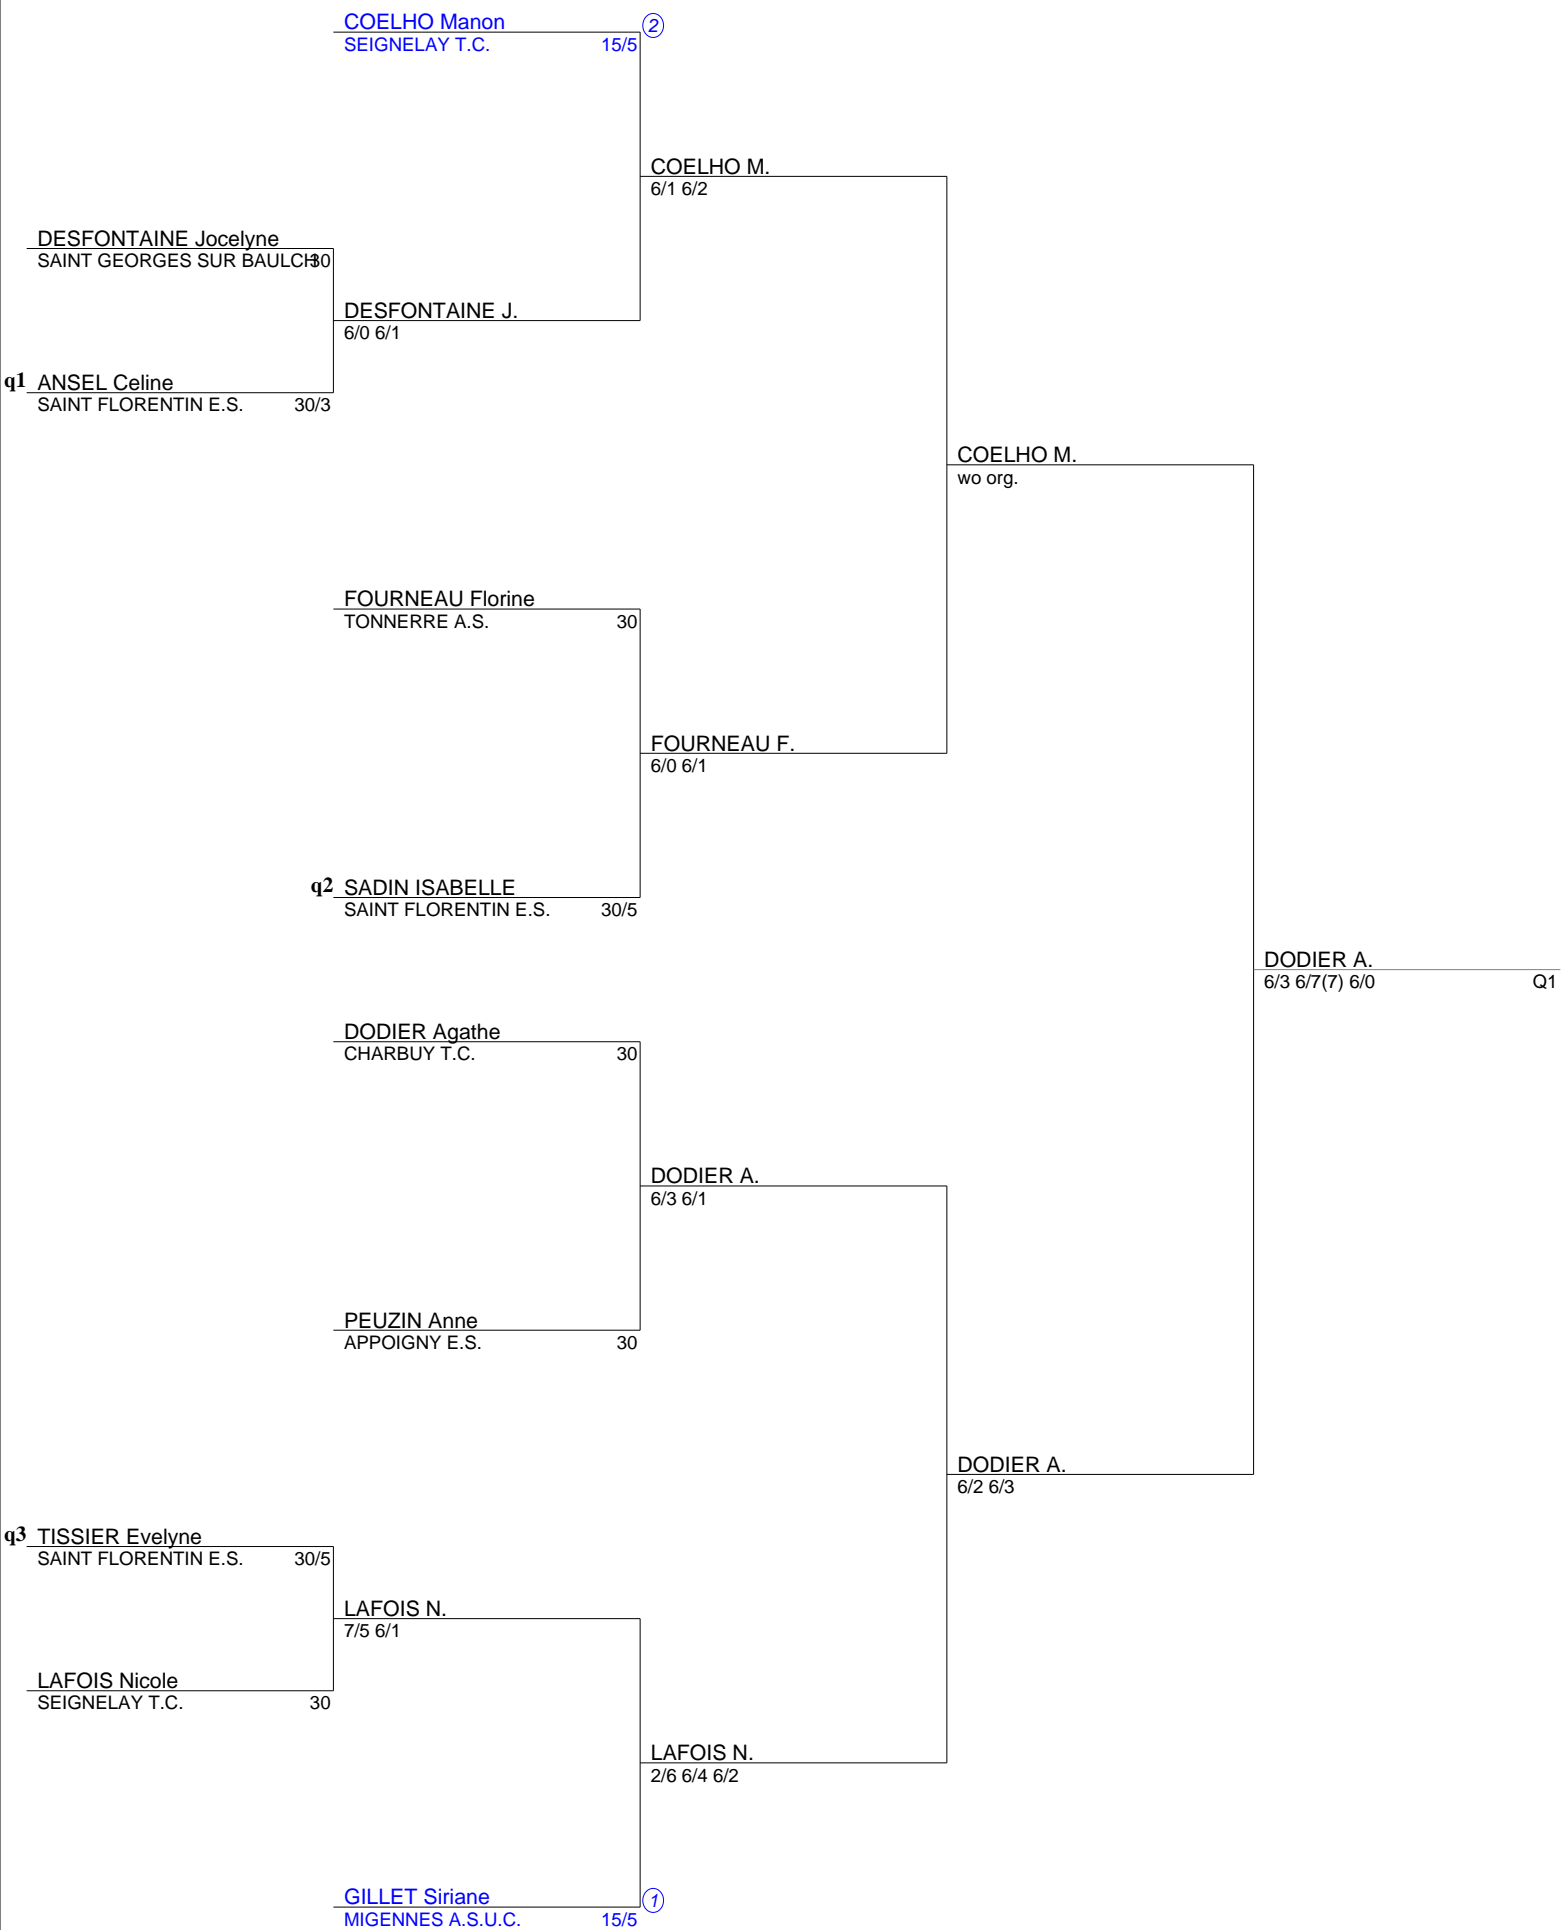 COELHO Manon 2
SEIGNELAY T.C. 15/5
COELHO M.
6/1 6/2
DESFONTAINE Jocelyne
SAINT GEORGES SUR BAULCH 30
DESFONTAINE J.
6/0 6/1
q1 ANSEL Celine
SAINT FLORENTIN E.S. 30/3
COELHO M.
wo org.
FOURNEAU Florine
TONNERRE A.S. 30
FOURNEAU F.
6/0 6/1
q2 SADIN ISABELLE
SAINT FLORENTIN E.S. 30/5
DODIER A.
6/3 6/7(7) 6/0 Q1
DODIER Agathe
CHARBUY T.C. 30
DODIER A.
6/3 6/1
PEUZIN Anne
APPOIGNY E.S. 30
DODIER A.
6/2 6/3
q3 TISSIER Evelyne
SAINT FLORENTIN E.S. 30/5
LAFOIS N.
7/5 6/1
LAFOIS Nicole
SEIGNELAY T.C. 30
LAFOIS N.
2/6 6/4 6/2
GILLET Siriane 1
MIGENNES A.S.U.C. 15/5